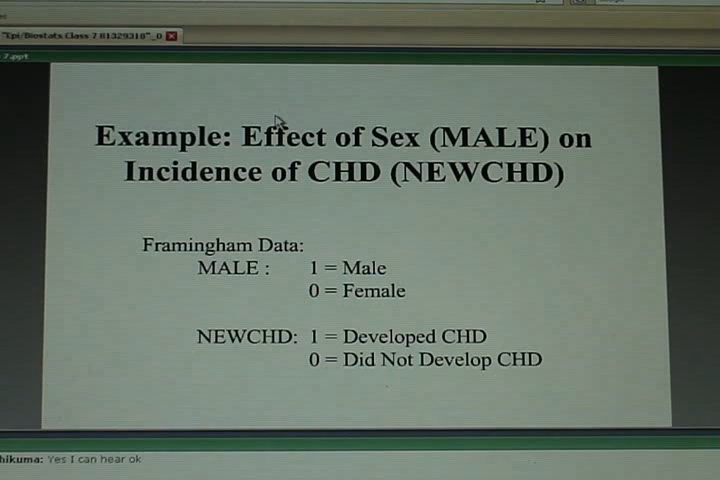 "Epi/Biostats Class 7 81329310"_0
7.ppt
Example: Effect of Sex (MALE) on
Incidence of CHD (NEWCHD)
Framingham Data:
MALE : 1 = Male
0 = Female
NEWCHD: 1 = Developed CHD
0 = Did Not Develop CHD
hikuma: Yes I can hear ok